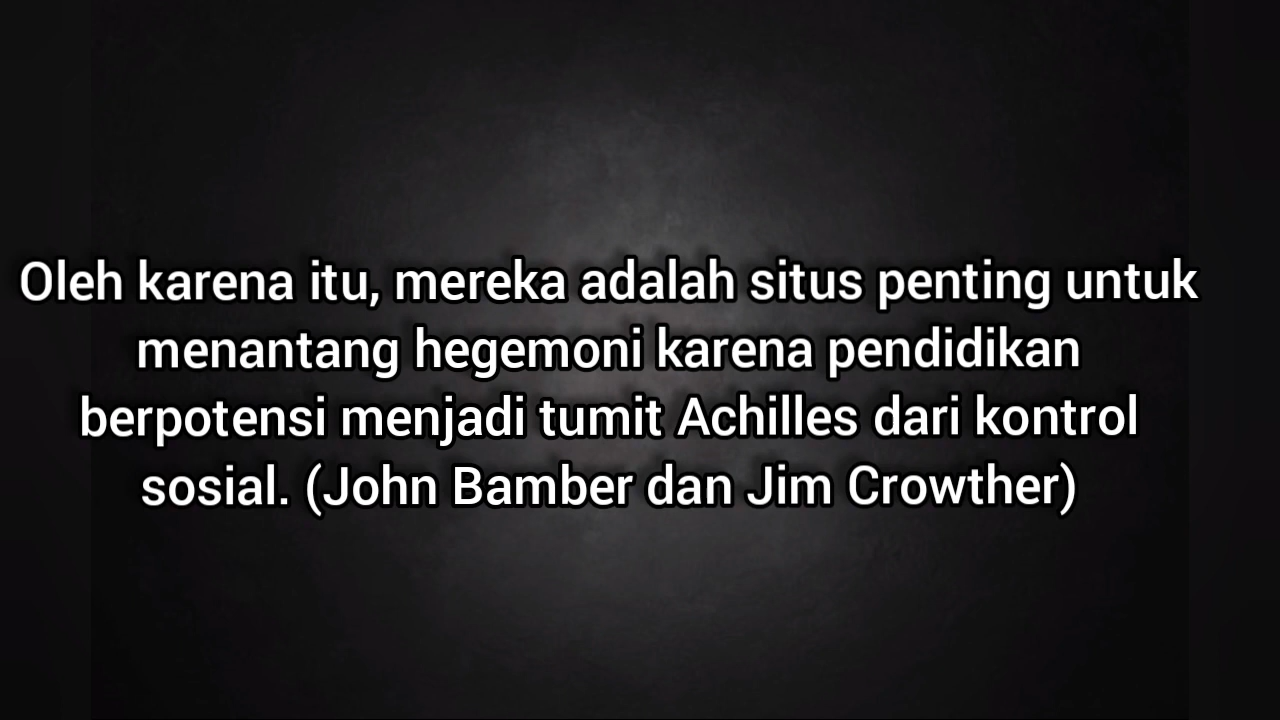 Oleh karena itu, mereka adalah situs penting untuk
menantang hegemoni karena pendidikan
berpotensi menjadi tumit Achilles dari kontrol
sosial. (John Bamber dan Jim Crowther)